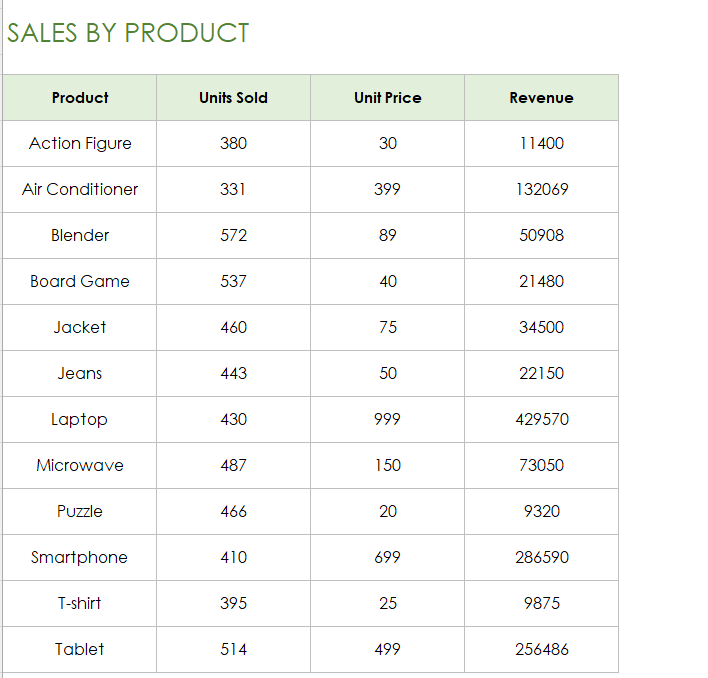 SALES BY PRODUCT
Product Units Sold Unit Price Revenue
Action Figure 380 30 11400
Air Conditioner 331 399 132069
Blender 572 89 50908
Board Game 537 40 21480
Jacket 460 75 34500
Jeans 443 50 22150
Laptop 430 999 429570
Microwave 487 150 73050
Puzzle 466 20 9320
Smartphone 410 699 286590
T-shirt 395 25 9875
Tablet 514 499 256486